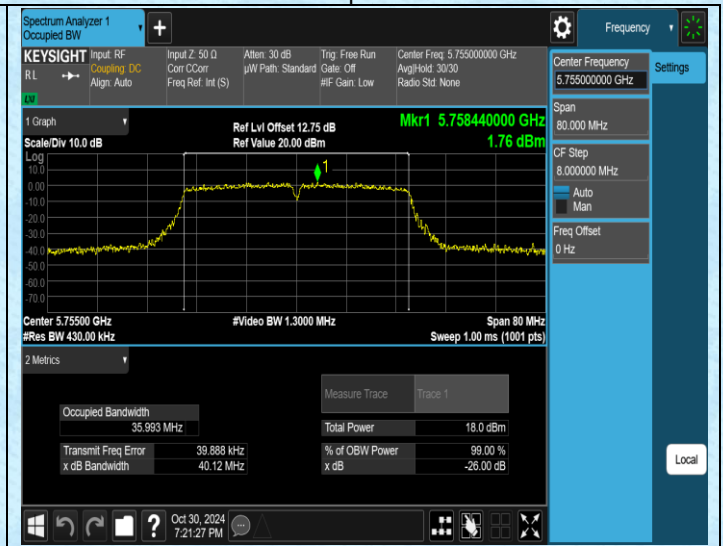 Spectrum Analyzer 1
Occupied BW
+
Frequency
KEYSIGHT
RL
Input: RF
Coupling: DC
Align: Auto
Input Z: 50 Ω
Corr CCorr
Freq Ref: Int (S)
Atten: 30 dB
µW Path: Standard
Trig: Free Run
Gate: Off
#IF Gain: Low
Center Freq: 5.755000000 GHz
Avg|Hold: 30/30
Radio Std: None
Center Frequency
5.755000000 GHz
Settings
Span
80.000 MHz
CF Step
8.000000 MHz
Auto
Man
Freq Offset
0 Hz
1 Graph
Scale/Div 10.0 dB
Ref Lvl Offset 12.75 dB
Ref Value 20.00 dBm
Mkr1 5.758440000 GHz
1.76 dBm
Log
10.0
0.00
-10.0
-20.0
-30.0
-40.0
-50.0
-60.0
-70.0
1
Center 5.75500 GHz
#Res BW 430.00 kHz
#Video BW 1.3000 MHz
Span 80 MHz
Sweep 1.00 ms (1001 pts)
2 Metrics
Measure Trace Trace 1
Occupied Bandwidth
35.993 MHz
Total Power 18.0 dBm
Transmit Freq Error 39.888 kHz
% of OBW Power 99.00 %
x dB Bandwidth 40.12 MHz
x dB -26.00 dB
Local
?
Oct 30, 2024
7:21:27 PM